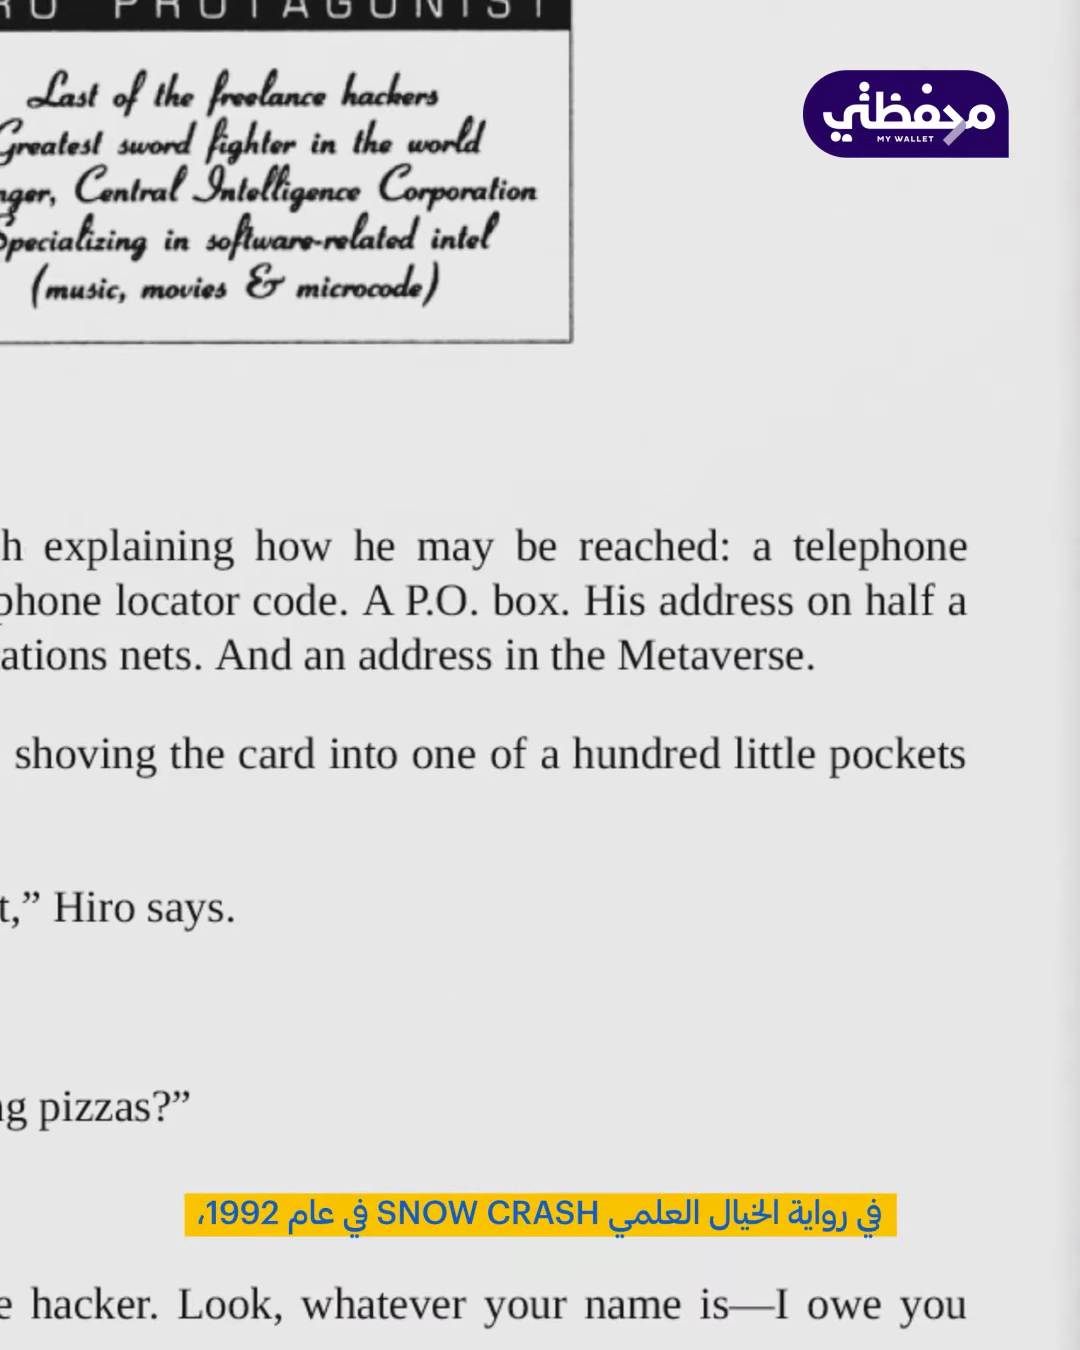 PROTAGONIST
Last of the freelance hackers
Greatest sword fighter in the world
Central Intelligence Corporation
Specializing in software-related intel
(music, movies & microcode)
محفظتي
MY WALLET
explaining how he may be reached: a telephone
phone locator code. A P.O. box. His address on half a
nets. And an address in the Metaverse.
shoving the card into one of a hundred little pockets
Hiro says.
pizzas?”
في رواية الخيال العلمي SNOW CRASH في عام 1992،
hacker. Look, whatever your name is—I owe you